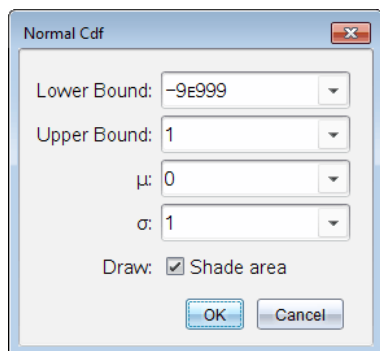 Normal Cdf
Lower Bound: -9E999
Upper Bound: 1
μ: 0
σ: 1
Draw: Shade area
OK Cancel